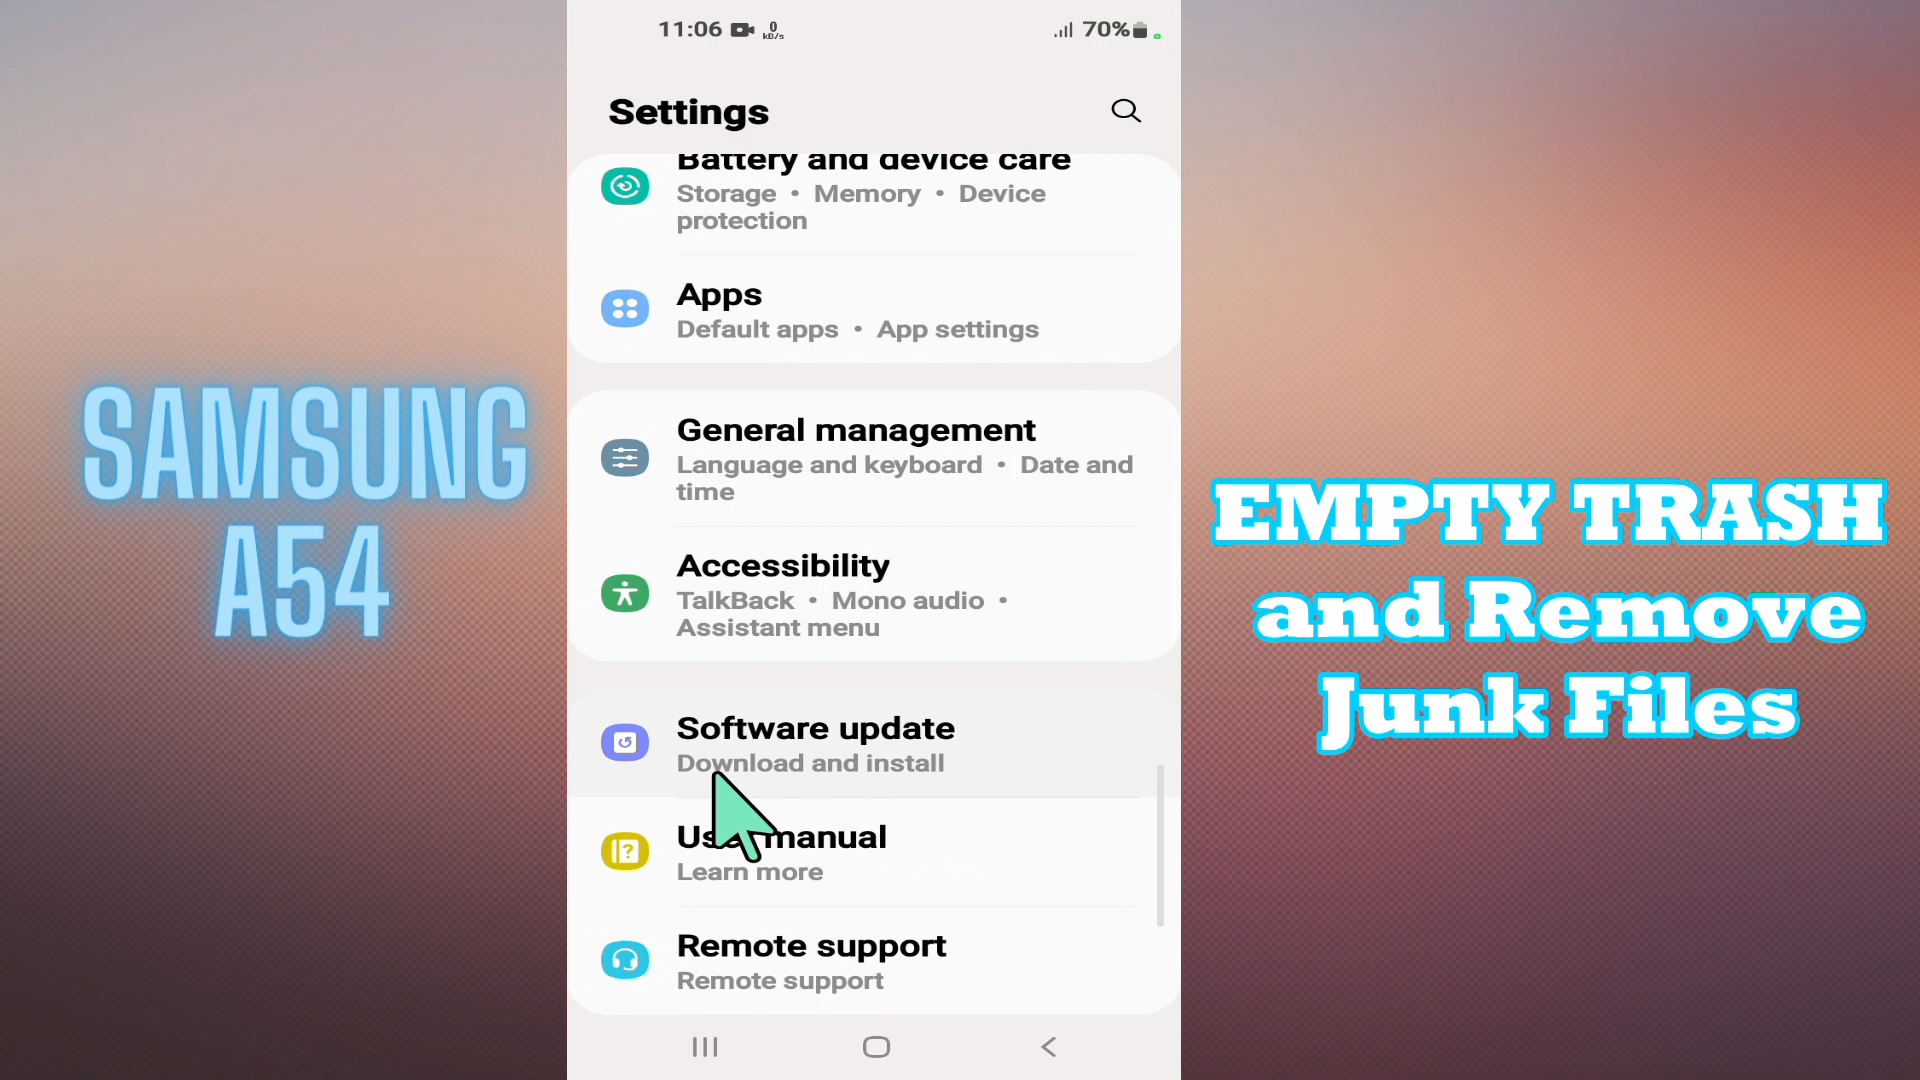 11:06
0
kB/s
70%
Settings
Battery and device care
Storage • Memory • Device
protection
Apps
Default apps • App settings
General management
Language and keyboard • Date and
time
Accessibility
TalkBack • Mono audio •
Assistant menu
Software update
Download and install
User manual
Learn more
Remote support
Remote support
SAMSUNG
A54
EMPTY TRASH
and Remove
Junk Files